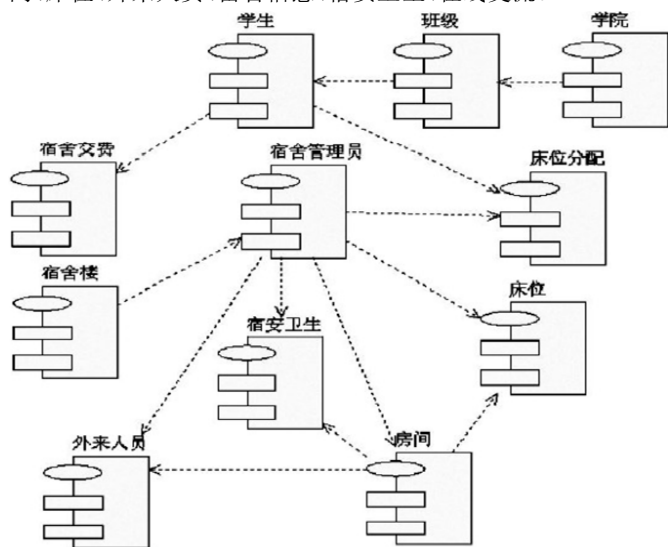 学生
班级
学院
宿舍交费
宿舍管理员
床位分配
宿舍楼
床位
宿安卫生
外来人员
房间